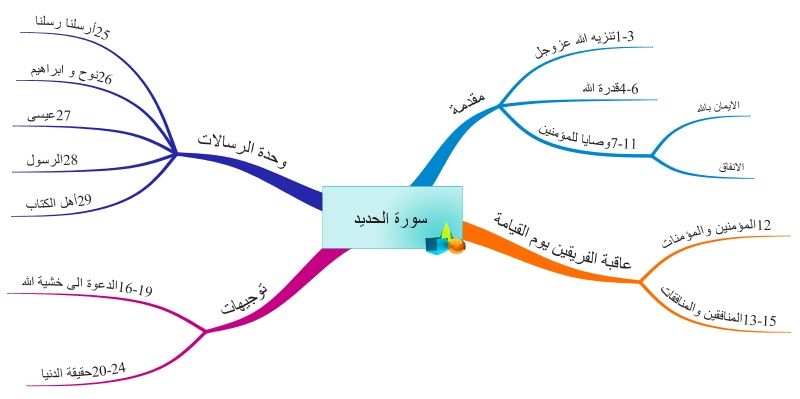 سورة الحديد
مقدمة
1-3تنزيه الله عزوجل
4-6قدرة الله
7-11وصايا للمؤمنين
الايمان بالله
الانفاق
عاقبة الفريقين يوم القيامة
12المؤمنين والمؤمنات
13-15المنافقين والمنافقات
توجيهات
16-19الدعوة الى خشية الله
20-24حقيقة الدنيا
وحدة الرسالات
25أرسلنا رسلنا
26نوح و ابراهيم
27عيسى
28الرسول
29أهل الكتاب